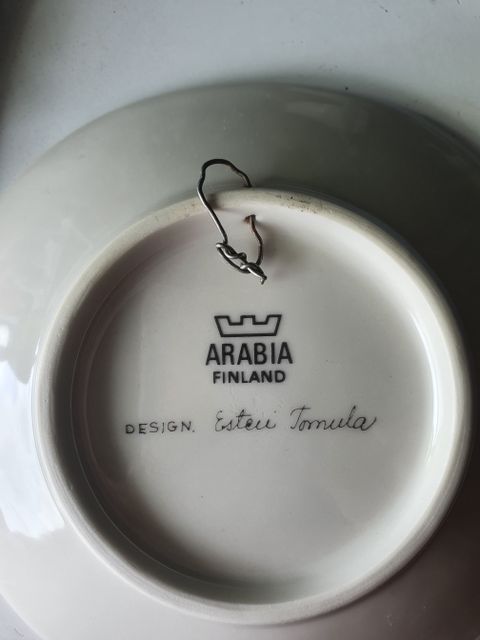 ARABIA
FINLAND
DESIGN. Esteri Tomula